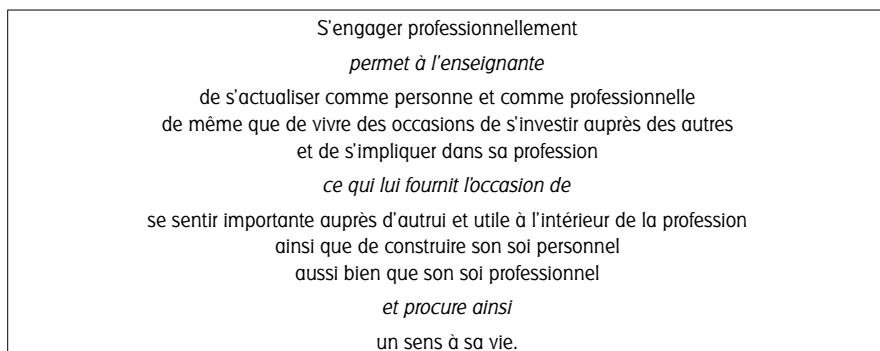 S'engager professionnellement
permet à l'enseignante
de s'actualiser comme personne et comme professionnelle
de même que de vivre des occasions de s'investir auprès des autres
et de s'impliquer dans sa profession
ce qui lui fournit l'occasion de
se sentir importante auprès d'autrui et utile à l'intérieur de la profession
ainsi que de construire son soi personnel
aussi bien que son soi professionnel
et procure ainsi
un sens à sa vie.